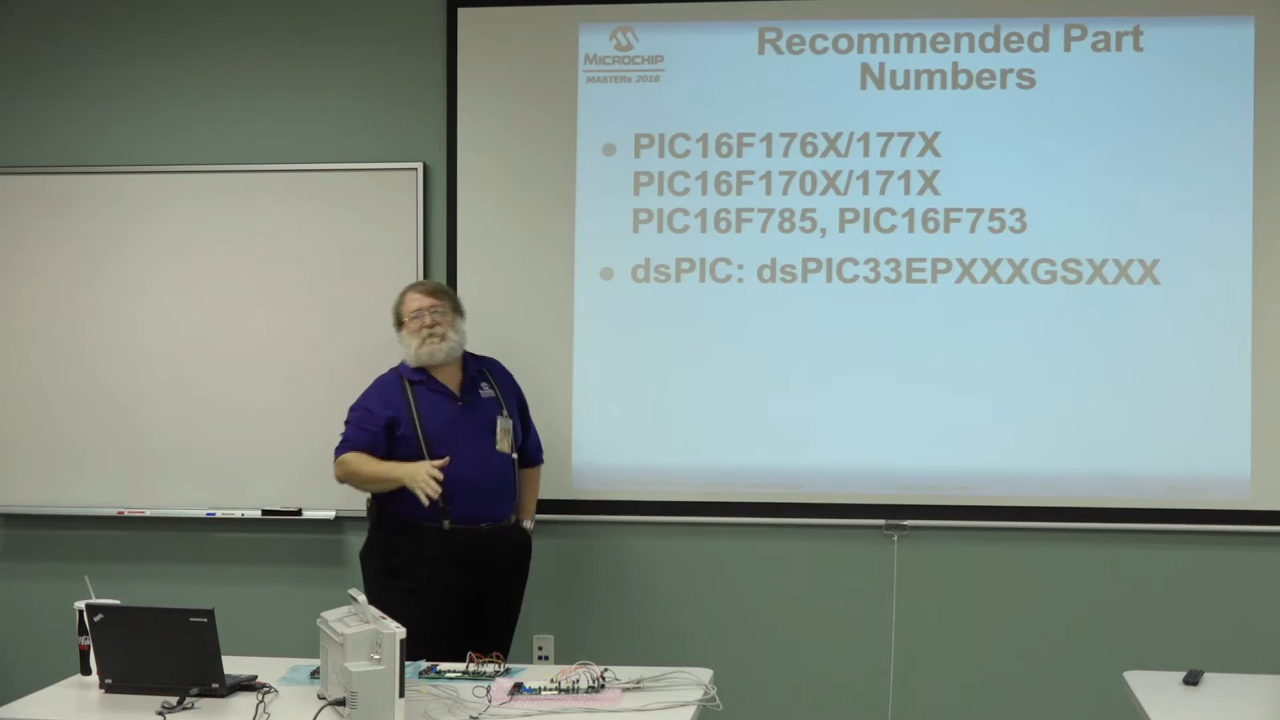 MICROCHIP
MASTERs 2016
Recommended Part
Numbers
• PIC16F176X/177X
PIC16F170X/171X
PIC16F785, PIC16F753
• dsPIC: dsPIC33EPXXXGSXXX